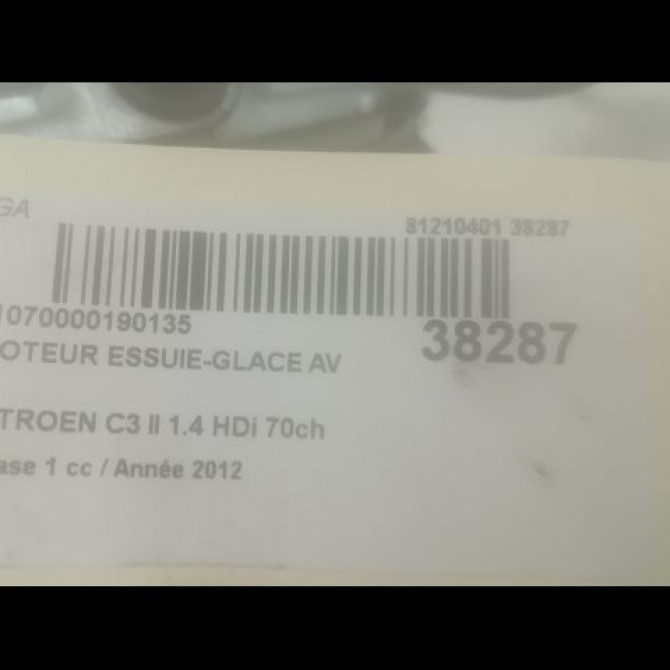 GA
81210401 38287
1070000190135
38287
OTEUR ESSUIE-GLACE AV
TROEN C3 II 1.4 HDi 70ch
ase 1 cc / Année 2012